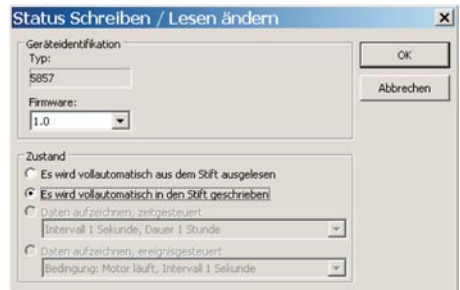 Status Schreiben / Lesen ändern
Geräteidentifikation
Typ:
5857
Firmware:
1.0
OK
Abbrechen
Zustand
Es wird vollautomatisch aus dem Stift ausgelesen
Es wird vollautomatisch in den Stift geschrieben
Daten aufzeichnen, zeitgesteuert
Intervall 1 Sekunde, Dauer 1 Stunde
Daten aufzeichnen, ereignisgesteuert
Bedingung: Motor läuft, Intervall 1 Sekunde